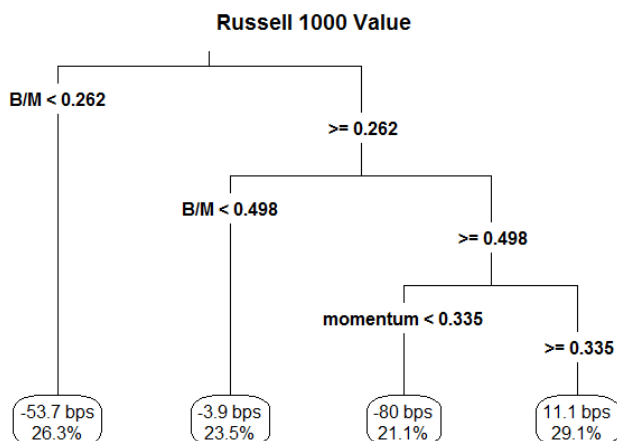 Russell 1000 Value
B/M < 0.262
>= 0.262
B/M < 0.498
>= 0.498
momentum < 0.335
>= 0.335
-53.7 bps
26.3%
-3.9 bps
23.5%
-80 bps
21.1%
11.1 bps
29.1%